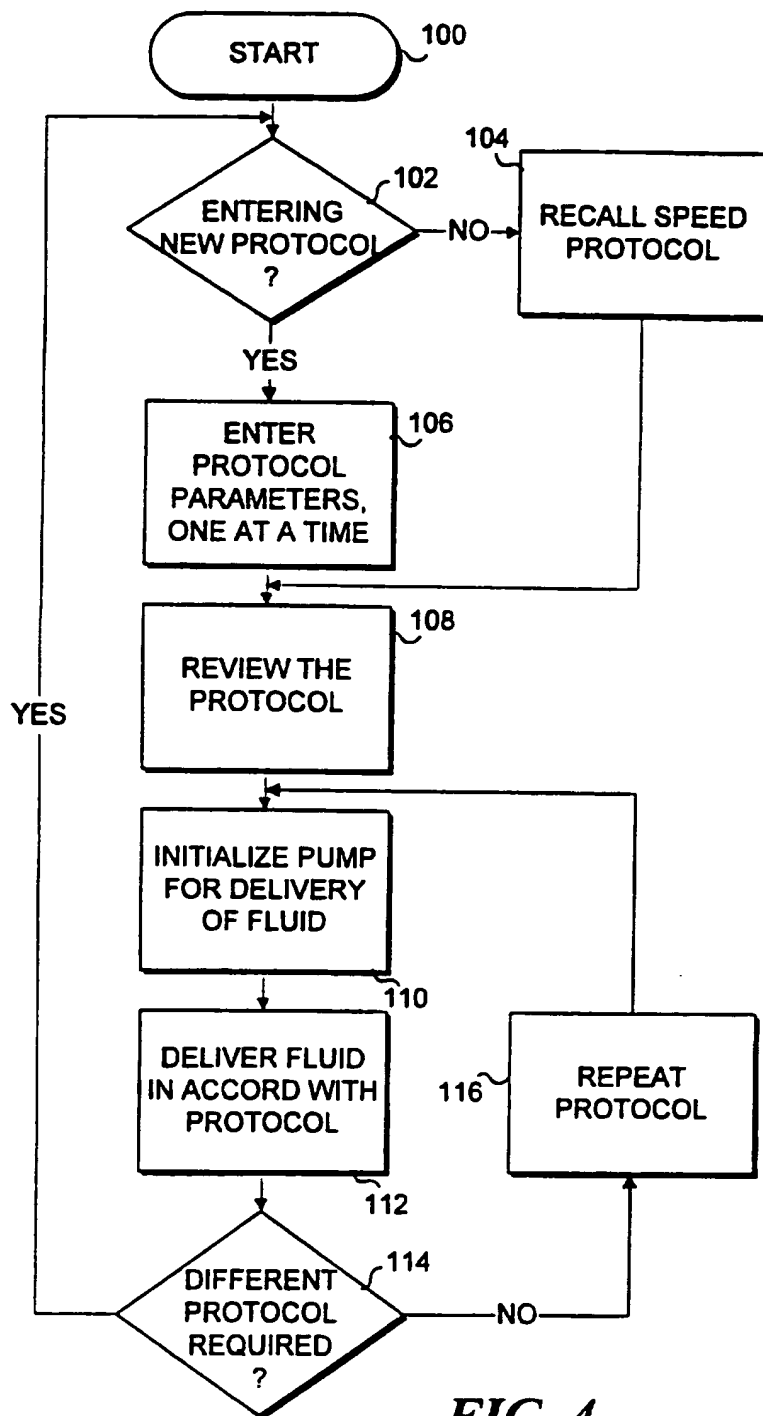 START
100
102
ENTERING
NEW PROTOCOL
?
NO
104
RECALL SPEED
PROTOCOL
YES
106
ENTER
PROTOCOL
PARAMETERS,
ONE AT A TIME
108
REVIEW THE
PROTOCOL
YES
INITIALIZE PUMP
FOR DELIVERY
OF FLUID
110
DELIVER FLUID
IN ACCORD WITH
PROTOCOL
112
116
REPEAT
PROTOCOL
114
DIFFERENT
PROTOCOL
REQUIRED
?
NO
FIG. 4